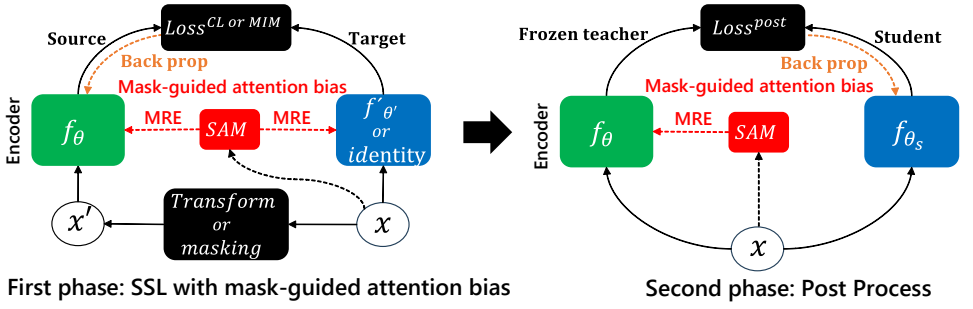 Loss^{CL or MIM}
Source
Target
Back prop
Mask-guided attention bias
Encoder
f_θ
MRE
SAM
MRE
f´_{θ'}
or
identity
x'
Transform
or
masking
x
First phase: SSL with mask-guided attention bias
Frozen teacher
Loss^{post}
Student
Back prop
Mask-guided attention bias
Encoder
f_θ
MRE
SAM
f_{θ_s}
x
Second phase: Post Process